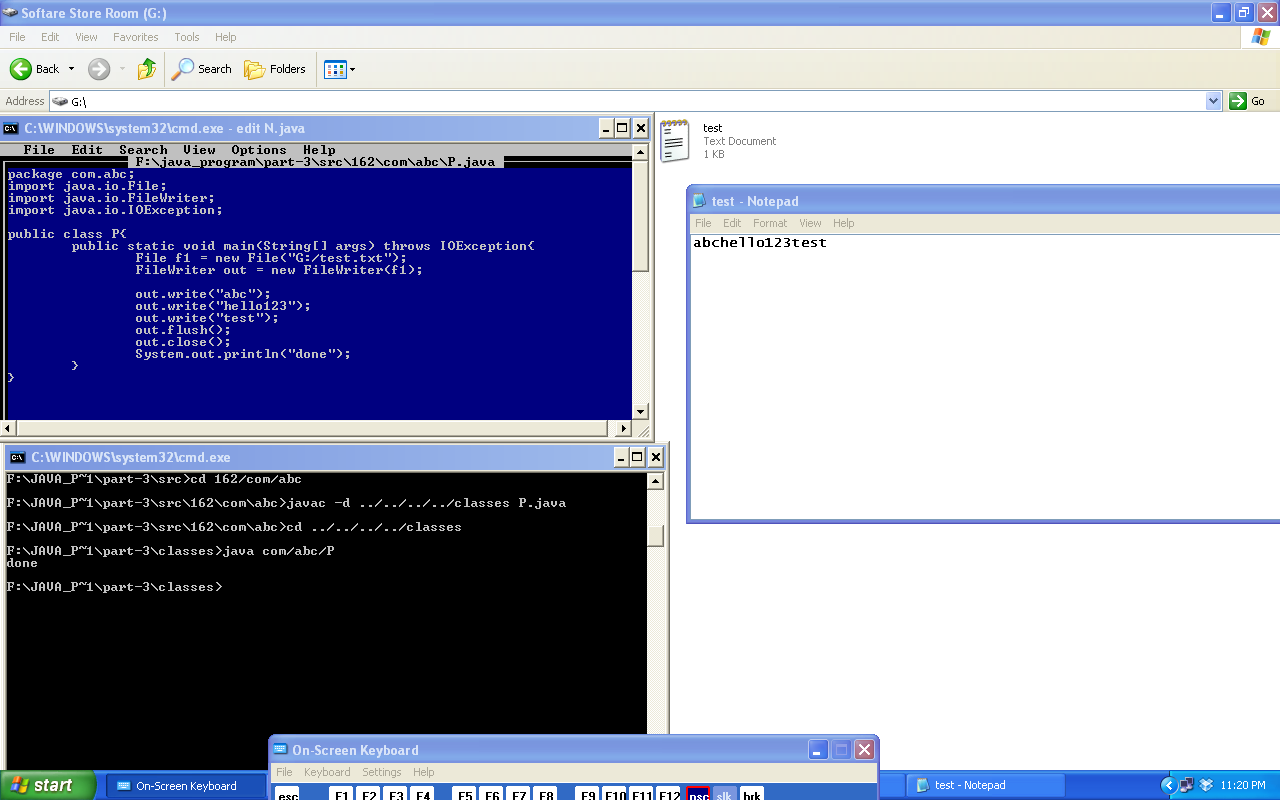 Softare Store Room (G:)
File Edit View Favorites Tools Help
Back Search Folders
Address G:\ Go
C:\WINDOWS\system32\cmd.exe - edit N.java
File Edit Search View Options Help
F:\java_program\part-3\src\162\com\abc\P.java
package com.abc;
import java.io.File;
import java.io.FileWriter;
import java.io.IOException;
public class P{
public static void main(String[] args) throws IOException{
File f1 = new File("G:/test.txt");
FileWriter out = new FileWriter(f1);
out.write("abc");
out.write("hello123");
out.write("test");
out.flush();
out.close();
System.out.println("done");
}
}
test
Text Document
1 KB
test - Notepad
File Edit Format View Help
abchello123test
C:\WINDOWS\system32\cmd.exe
F:\JAVA_P~1\part-3\src>cd 162/com/abc
F:\JAVA_P~1\part-3\src\162\com\abc>javac -d ../../../../classes P.java
F:\JAVA_P~1\part-3\src\162\com\abc>cd ../../../../classes
F:\JAVA_P~1\part-3\classes>java com/abc/P
done
F:\JAVA_P~1\part-3\classes>
On-Screen Keyboard
File Keyboard Settings Help
esc F1 F2 F3 F4 F5 F6 F7 F8 F9 F10 F11 F12 psc slk brk
start On-Screen Keyboard test - Notepad 11:20 PM